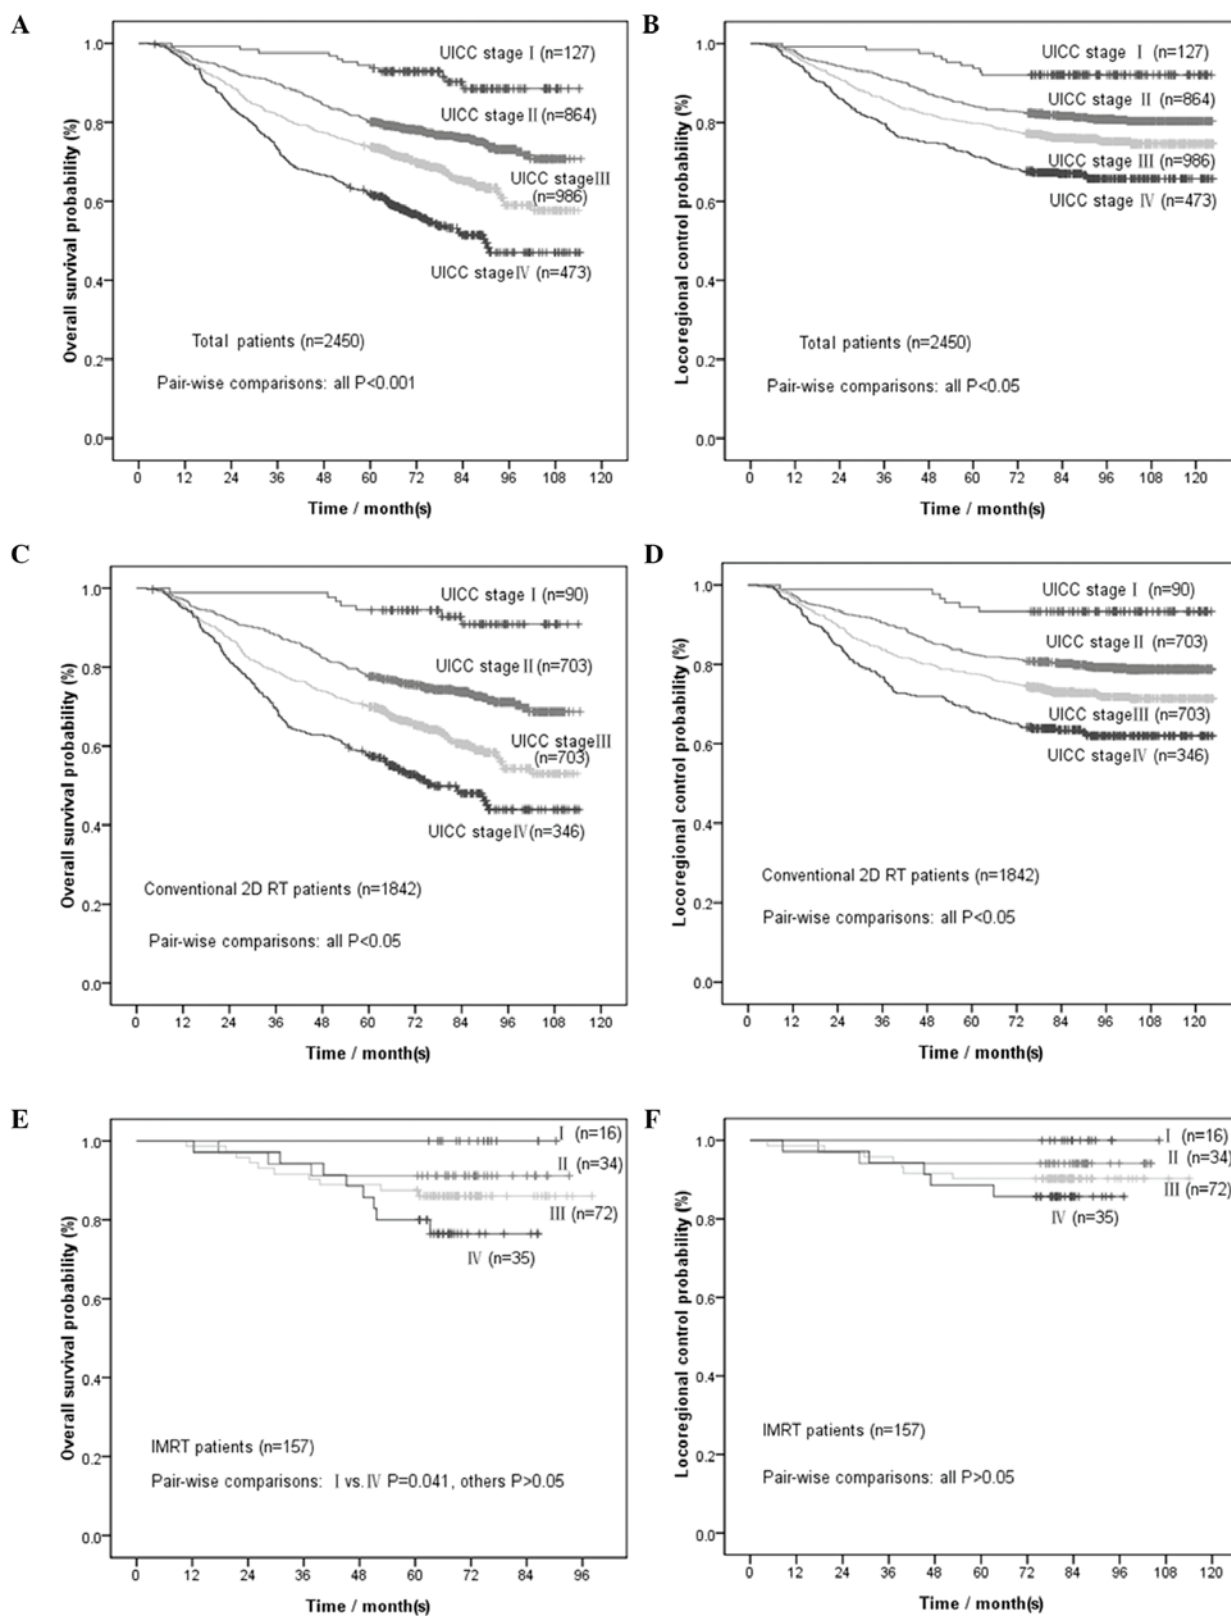 A
Overall survival probability (%)
1.0
0.8
0.6
0.4
0.2
0.0
UICC stage I (n=127)
UICC stage II (n=864)
UICC stageIII
(n=986)
UICC stageIV (n=473)
Total patients (n=2450)
Pair-wise comparisons: all P<0.001
0 12 24 36 48 60 72 84 96 108 120
Time / month(s)
B
Locoregional control probability (%)
1.0
0.8
0.6
0.4
0.2
0.0
UICC stage I (n=127)
UICC stage II (n=864)
UICC stage III (n=986)
UICC stage IV (n=473)
Total patients (n=2450)
Pair-wise comparisons: all P<0.05
0 12 24 36 48 60 72 84 96 108 120
Time / month(s)
C
Overall survival probability (%)
1.0
0.8
0.6
0.4
0.2
0.0
UICC stage I (n=90)
UICC stage II (n=703)
UICC stageIII
(n=703)
UICC stageIV(n=346)
Conventional 2D RT patients (n=1842)
Pair-wise comparisons: all P<0.05
0 12 24 36 48 60 72 84 96 108 120
Time / month(s)
D
Locoregional control probability (%)
1.0
0.8
0.6
0.4
0.2
0.0
UICC stage I (n=90)
UICC stage II (n=703)
UICC stageIII (n=703)
UICC stageIV(n=346)
Conventional 2D RT patients (n=1842)
Pair-wise comparisons: all P<0.05
0 12 24 36 48 60 72 84 96 108 120
Time / month(s)
E
Overall survival probability (%)
1.0
0.8
0.6
0.4
0.2
0.0
I (n=16)
II (n=34)
III (n=72)
IV (n=35)
IMRT patients (n=157)
Pair-wise comparisons: I vs. IV P=0.041, others P>0.05
0 12 24 36 48 60 72 84 96
Time / month(s)
F
Locoregional control probability (%)
1.0
0.8
0.6
0.4
0.2
0.0
I (n=16)
II (n=34)
III (n=72)
IV (n=35)
IMRT patients (n=157)
Pair-wise comparisons: all P>0.05
0 12 24 36 48 60 72 84 96 108 120
Time / month(s)